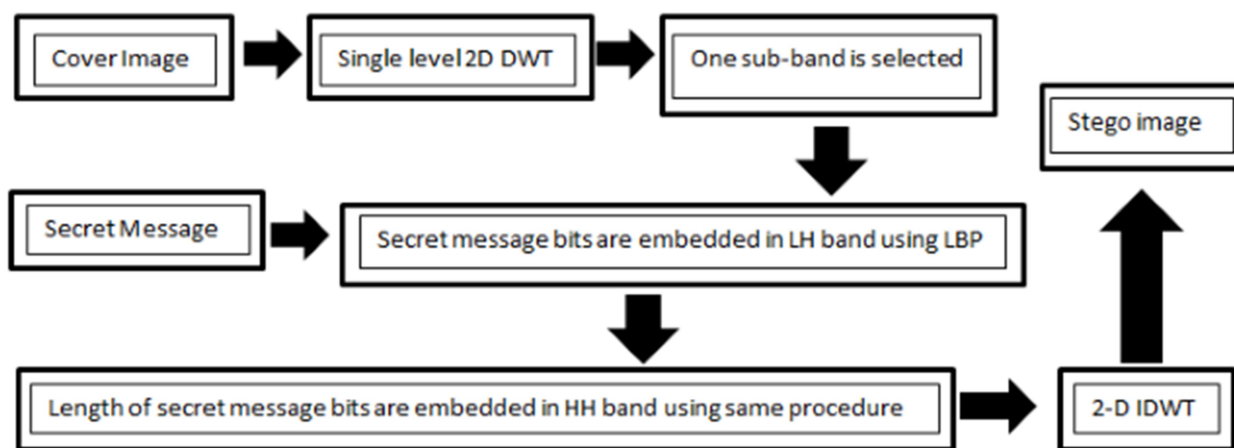 Cover Image
Single level 2D DWT
One sub-band is selected
Stego image
Secret Message
Secret message bits are embedded in LH band using LBP
Length of secret message bits are embedded in HH band using same procedure
2-D IDWT